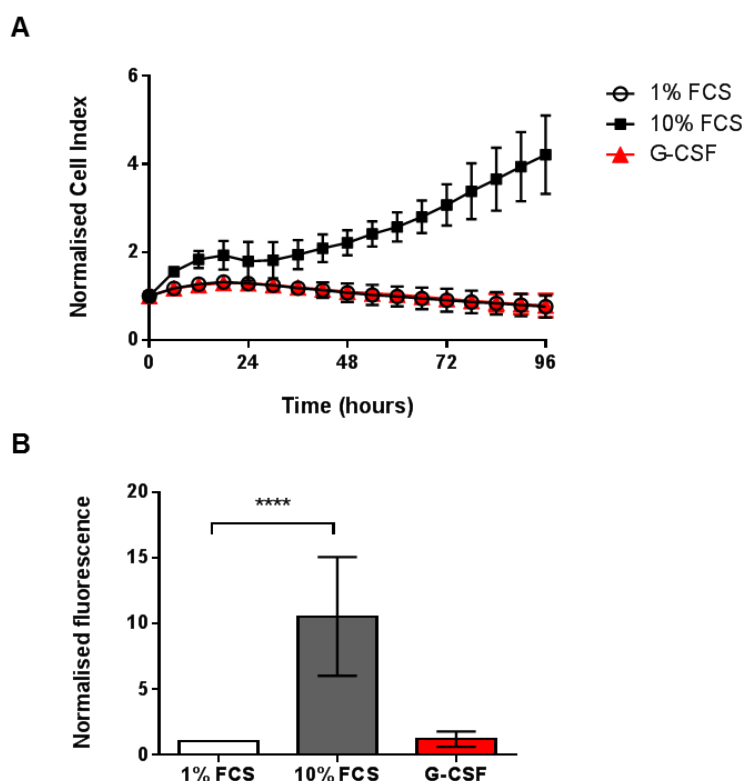 A
6
4
2
0
Normalised Cell Index
0 24 48 72 96
Time (hours)
1% FCS
10% FCS
G-CSF
B
20
15
10
5
0
Normalised fluorescence
****
1% FCS 10% FCS G-CSF